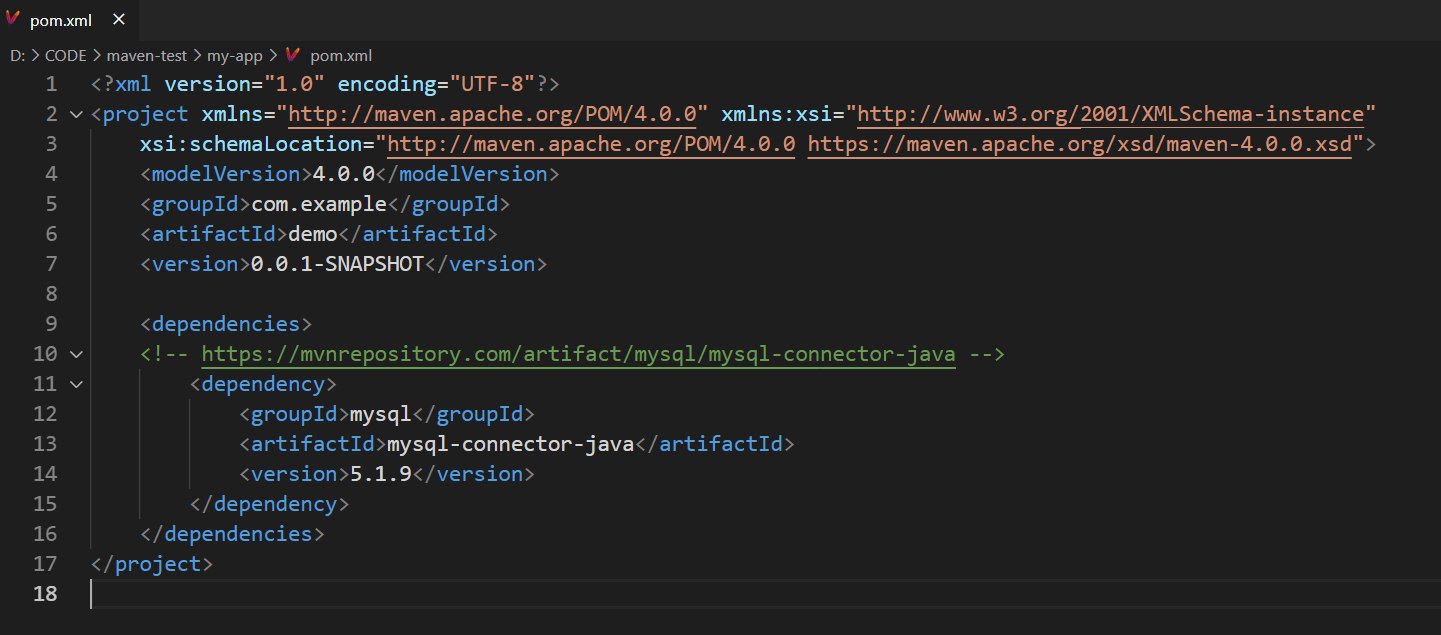 pom.xml ×
D: > CODE > maven-test > my-app > pom.xml
1 <?xml version="1.0" encoding="UTF-8"?>
2 <project xmlns="http://maven.apache.org/POM/4.0.0" xmlns:xsi="http://www.w3.org/2001/XMLSchema-instance"
3     xsi:schemaLocation="http://maven.apache.org/POM/4.0.0 https://maven.apache.org/xsd/maven-4.0.0.xsd">
4     <modelVersion>4.0.0</modelVersion>
5     <groupId>com.example</groupId>
6     <artifactId>demo</artifactId>
7     <version>0.0.1-SNAPSHOT</version>
8
9     <dependencies>
10     <!-- https://mvnrepository.com/artifact/mysql/mysql-connector-java -->
11         <dependency>
12             <groupId>mysql</groupId>
13             <artifactId>mysql-connector-java</artifactId>
14             <version>5.1.9</version>
15         </dependency>
16     </dependencies>
17 </project>
18